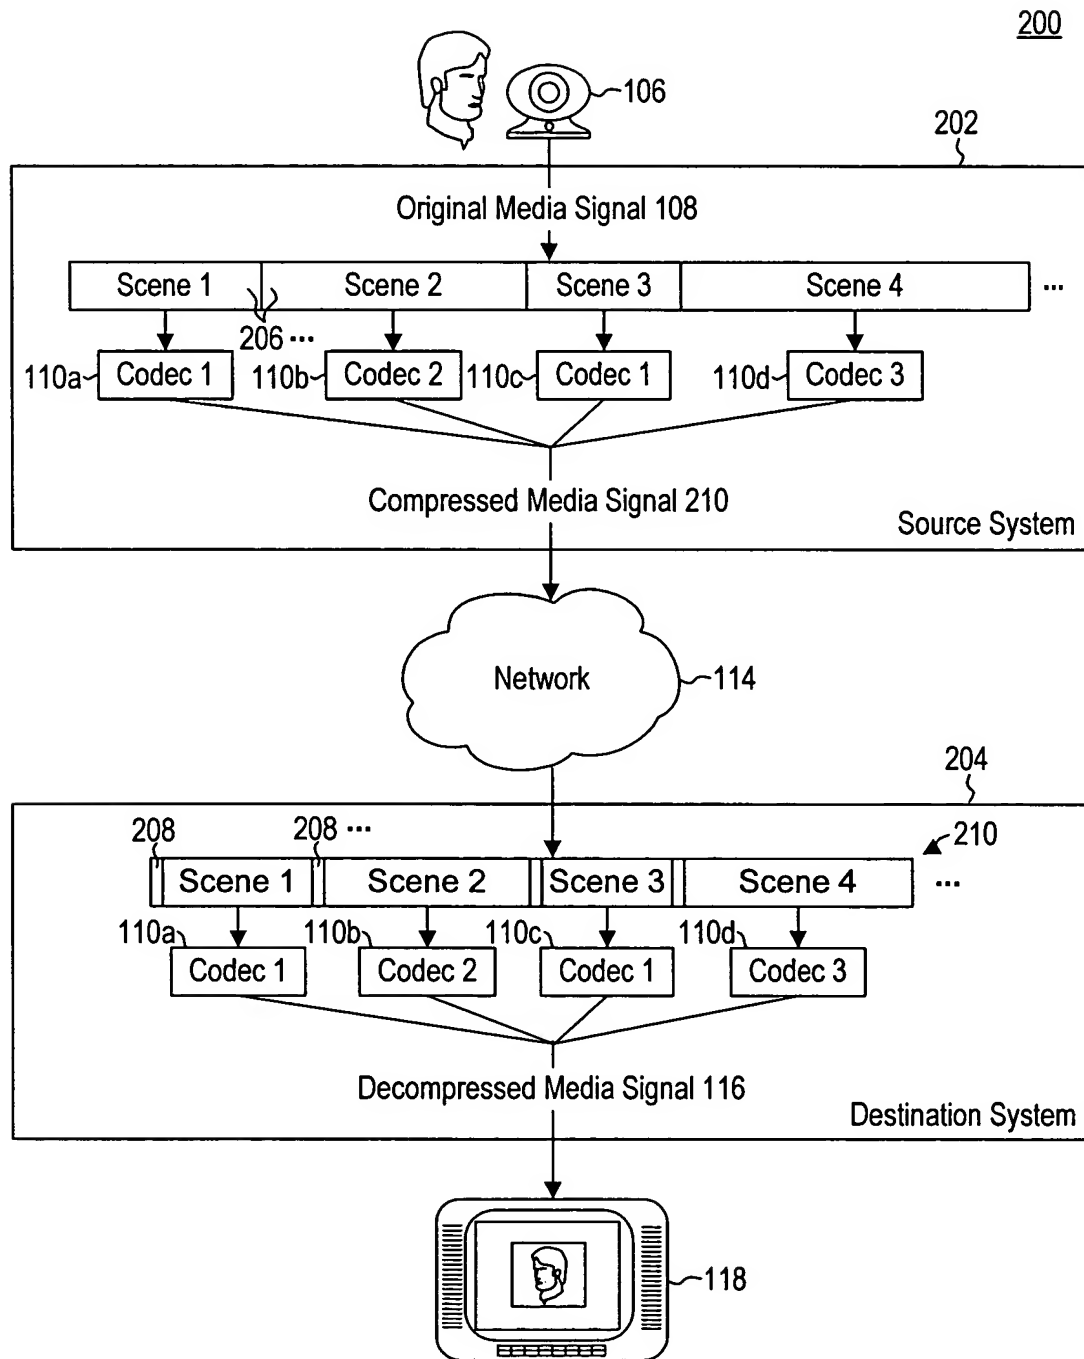 200
106
202
Original Media Signal 108
Scene 1 Scene 2 Scene 3 Scene 4 ...
206 ...
110a Codec 1 110b Codec 2 110c Codec 1 110d Codec 3
Compressed Media Signal 210
Source System
Network 114
204
208 208 ... 210
Scene 1 Scene 2 Scene 3 Scene 4 ...
110a 110b 110c 110d
Codec 1 Codec 2 Codec 1 Codec 3
Decompressed Media Signal 116
Destination System
118